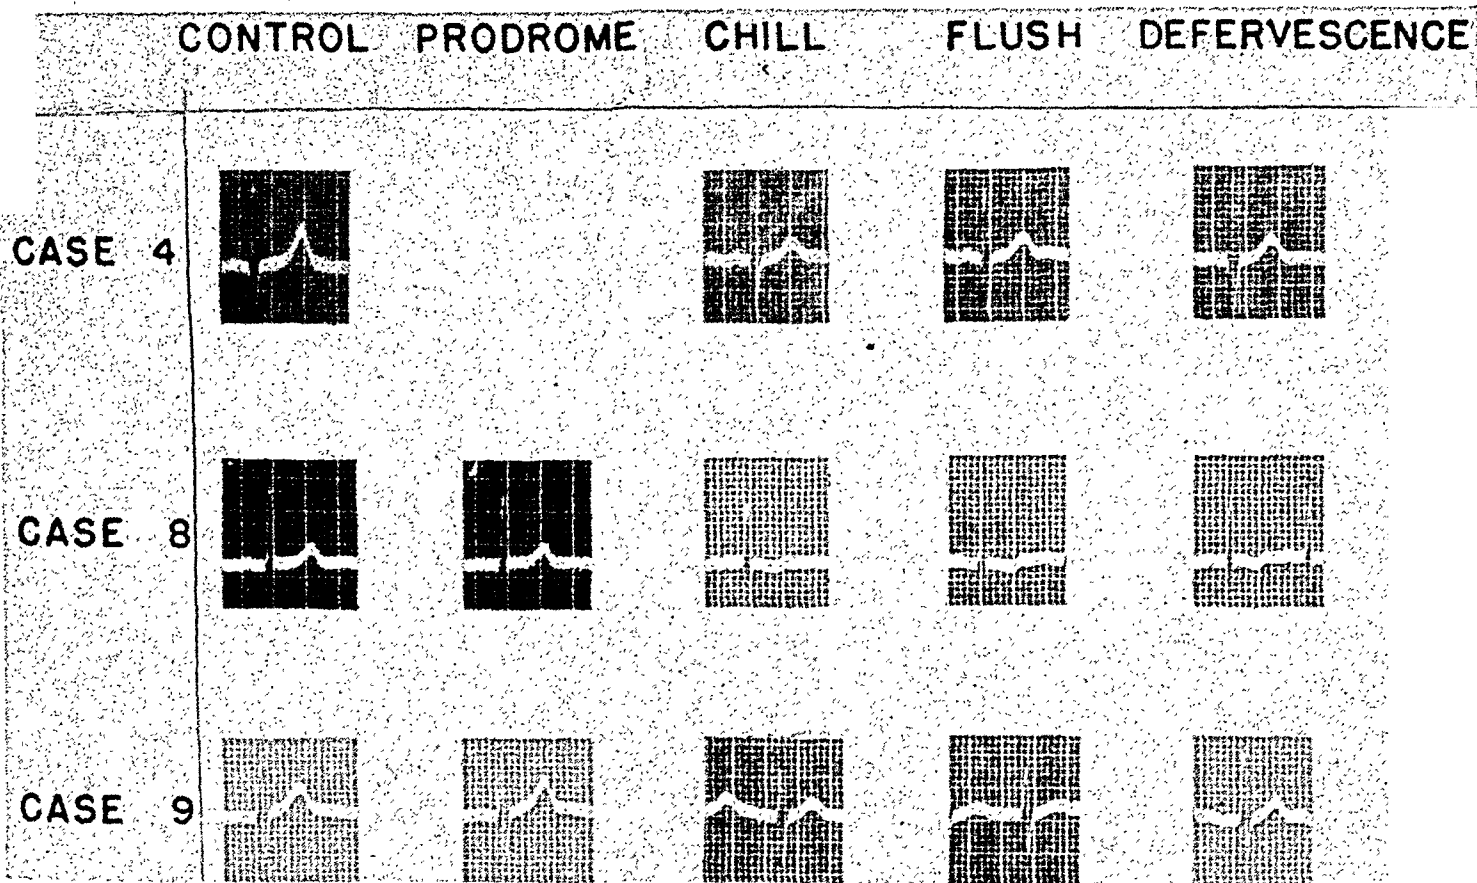 CONTROL PRODROME CHILL FLUSH DEFERVESCENCE
CASE 4
CASE 8
CASE 9